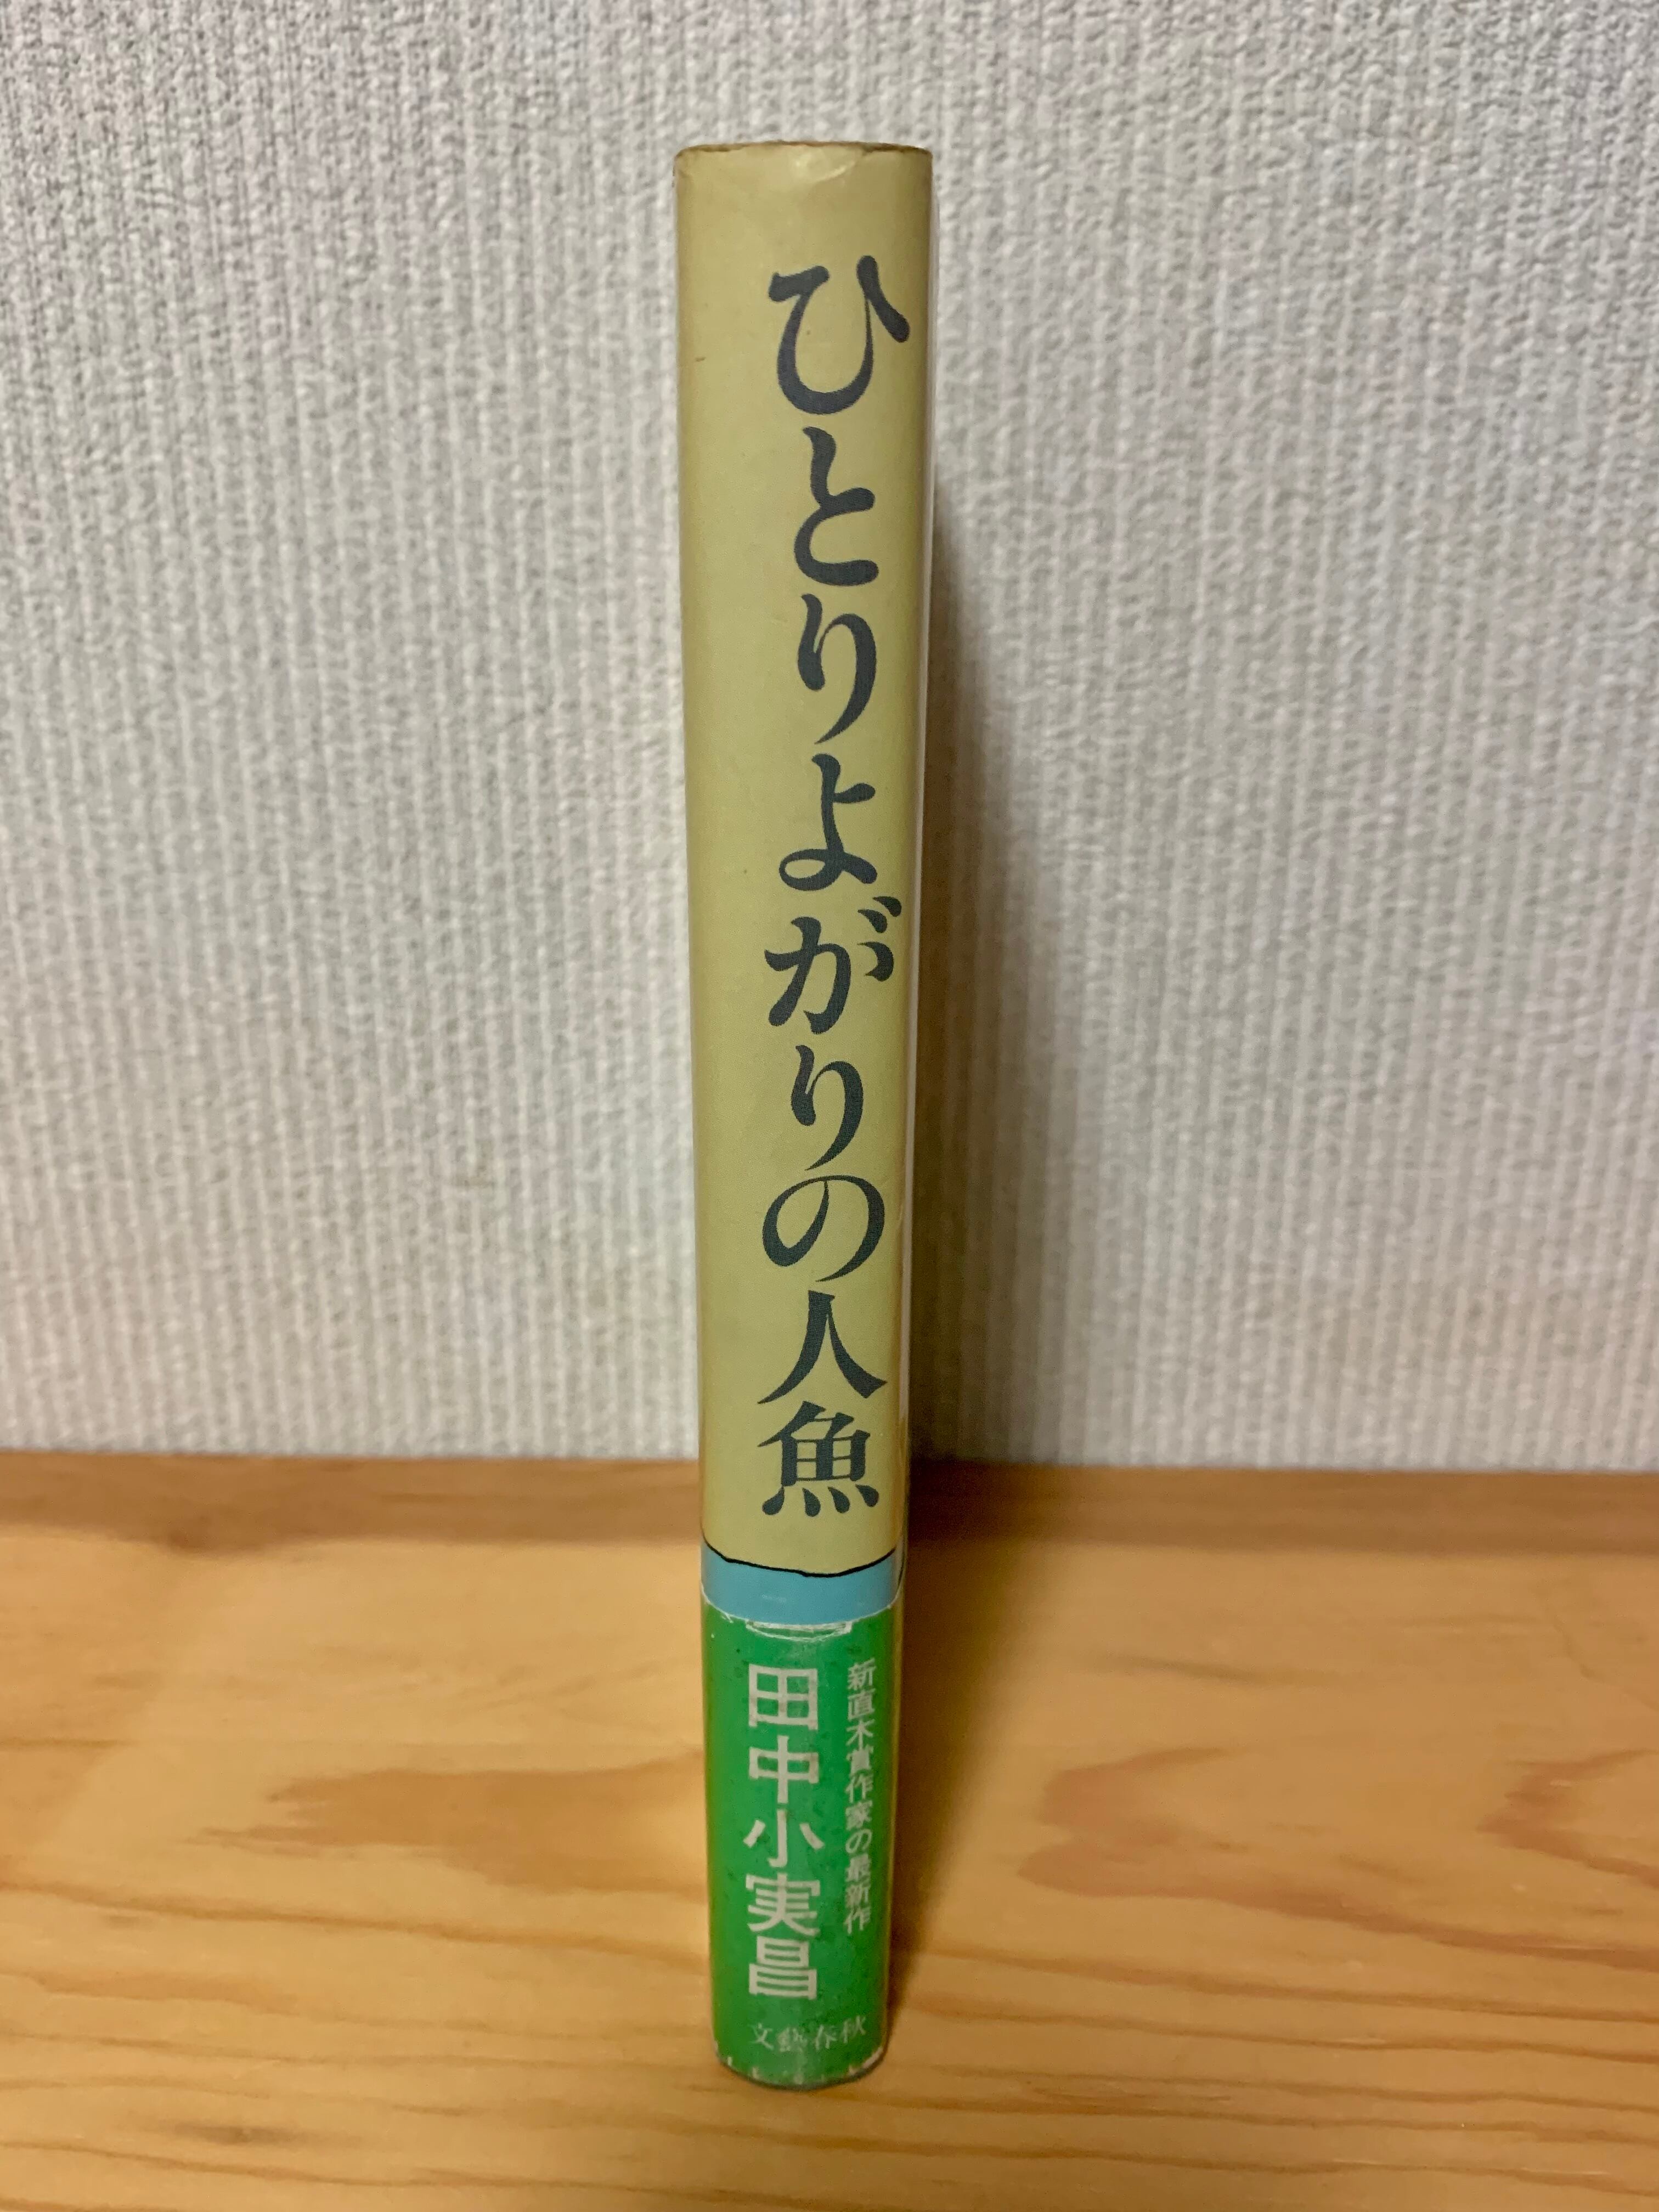 ひとりよがりの人魚
新直木賞作家の最新作
田中小実昌
文藝春秋